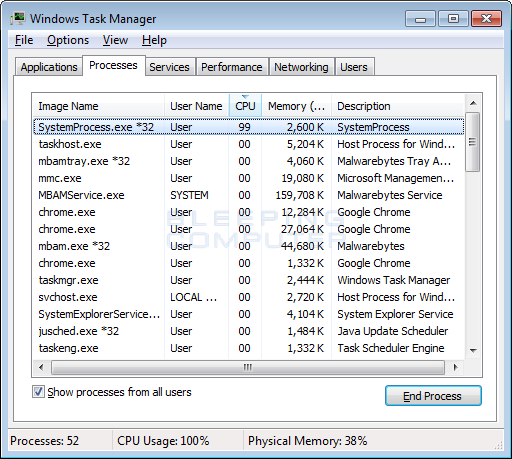 Windows Task Manager
File Options View Help
Applications Processes Services Performance Networking Users
Image Name User Name CPU Memory (... Description
SystemProcess.exe *32 User 99 2,600 K SystemProcess
taskhost.exe User 00 5,204 K Host Process for Wind...
mbamtray.exe *32 User 00 4,060 K Malwarebytes Tray A...
mmc.exe User 00 19,080 K Microsoft Managemen...
MBAMService.exe SYSTEM 00 159,708 K Malwarebytes Service
chrome.exe User 00 12,284 K Google Chrome
chrome.exe User 00 27,064 K Google Chrome
mbam.exe *32 User 00 44,680 K Malwarebytes
chrome.exe User 00 1,332 K Google Chrome
taskmgr.exe User 00 2,444 K Windows Task Manager
svchost.exe LOCAL ... 00 2,720 K Host Process for Wind...
SystemExplorerService... User 00 4,104 K System Explorer Service
jusched.exe *32 User 00 1,484 K Java Update Scheduler
taskeng.exe User 00 1,332 K Task Scheduler Engine
BLEEPING
COMPUTER
Show processes from all users
End Process
Processes: 52 CPU Usage: 100% Physical Memory: 38%